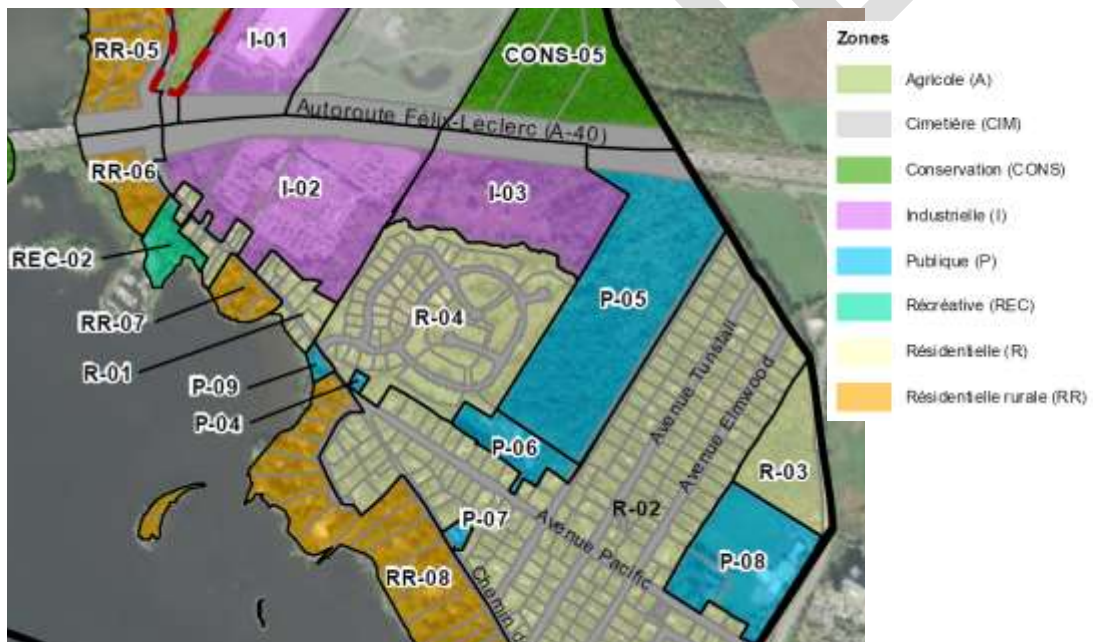 RR-05
I-01
CONS-05
Autoroute Félix-Leclerc (A-40)
RR-06
I-02
I-03
REC-02
P-05
RR-07
R-04
R-01
Avenue Tunstall
P-09
Avenue Elmwood
P-04
P-06
R-03
R-02
P-07
Avenue Pacific
P-08
RR-08
Chemin d
Zones
Agricole (A)
Cimetière (CIM)
Conservation (CONS)
Industrielle (I)
Publique (P)
Récréative (REC)
Résidentielle (R)
Résidentielle rurale (RR)